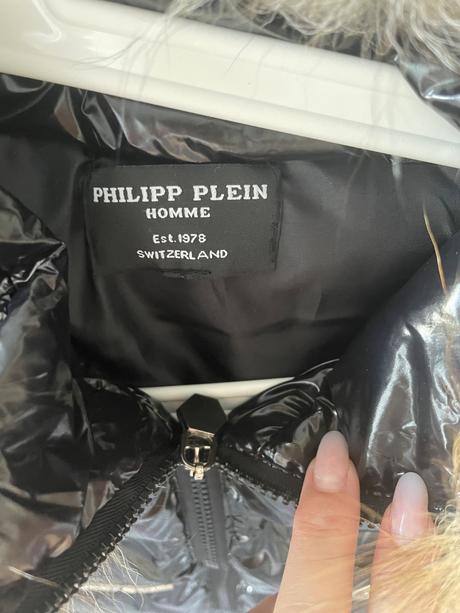 PHILIPP PLEIN
HOMME
Est.1978
SWITZERLAND